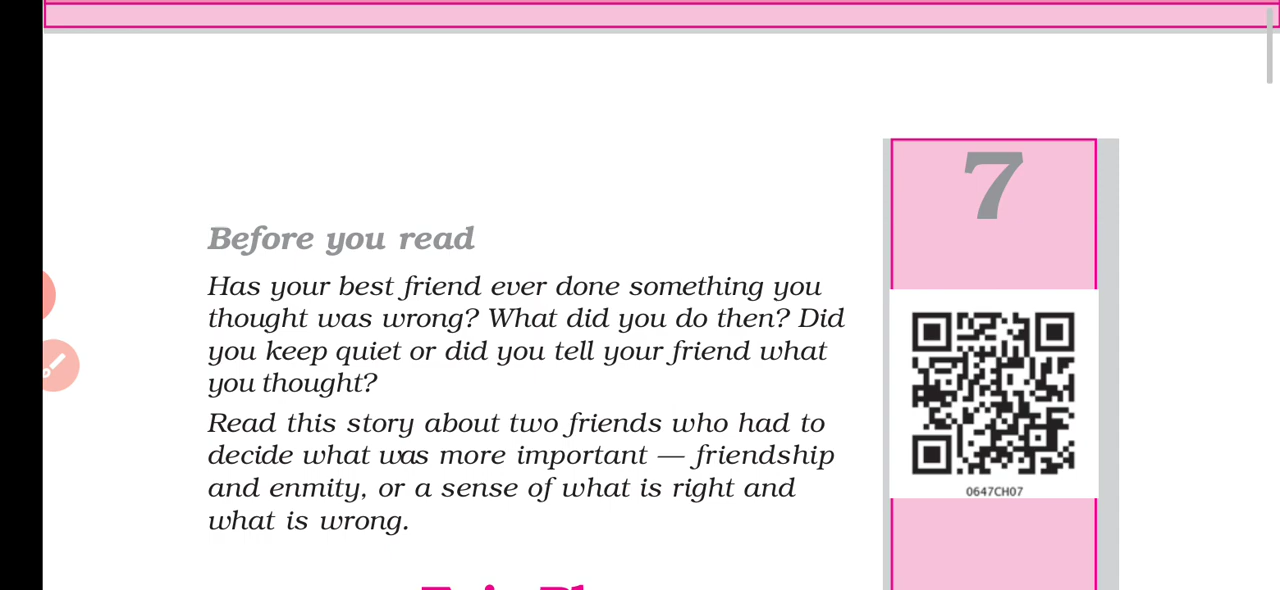 7
Before you read
Has your best friend ever done something you
thought was wrong? What did you do then? Did
you keep quiet or did you tell your friend what
you thought?
Read this story about two friends who had to
decide what was more important — friendship
and enmity, or a sense of what is right and
what is wrong.
0647CH07